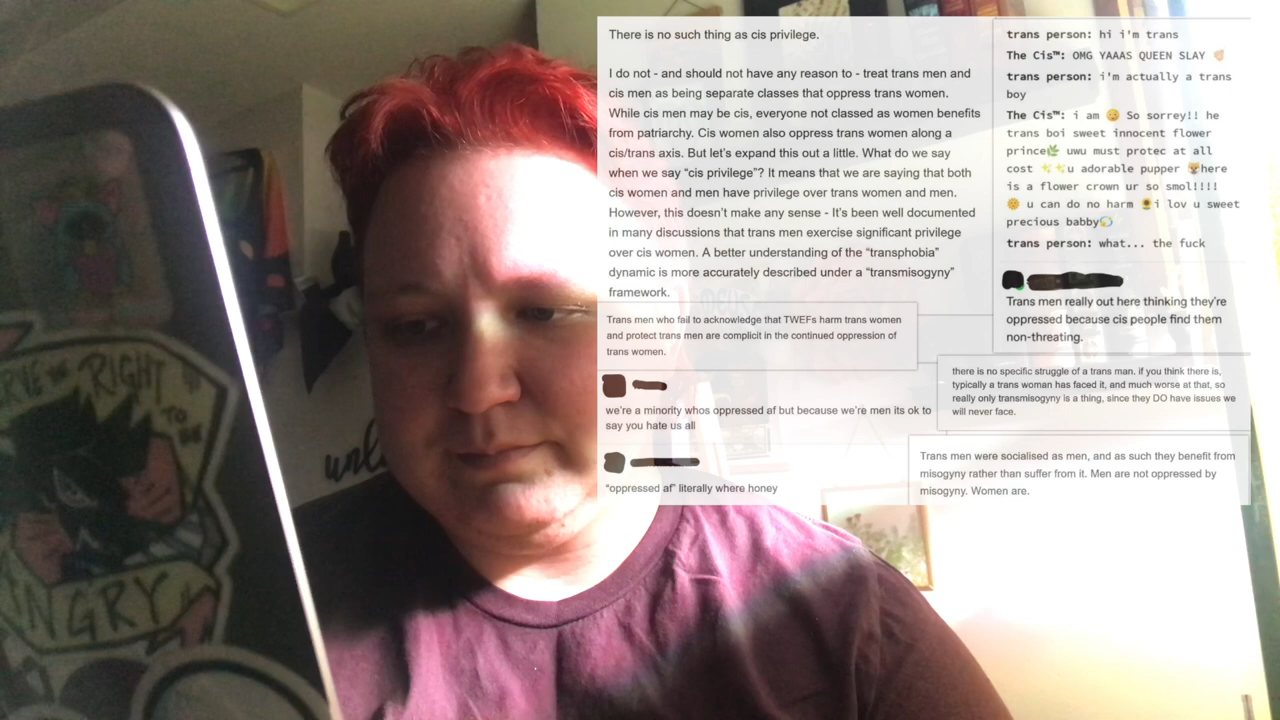 There is no such thing as cis privilege.
I do not - and should not have any reason to - treat trans men and
cis men as being separate classes that oppress trans women.
While cis men may be cis, everyone not classed as women benefits
from patriarchy. Cis women also oppress trans women along a
cis/trans axis. But let's expand this out a little. What do we say
when we say “cis privilege”? It means that we are saying that both
cis women and men have privilege over trans women and men.
However, this doesn't make any sense - It's been well documented
in many discussions that trans men exercise significant privilege
over cis women. A better understanding of the “transphobia”
dynamic is more accurately described under a “transmisogyny”
framework.
trans person: hi i'm trans
The Cis™: OMG YAAAS QUEEN SLAY 👏
trans person: i'm actually a trans
boy
The Cis™: i am 😳 So sorrey!! he
trans boi sweet innocent flower
prince🌿 uwu must protec at all
cost ✨✨u adorable pupper 🐯here
is a flower crown ur so smol!!!!
🌼 u can do no harm 🌻i lov u sweet
precious babby💫
trans person: what... the fuck
Trans men really out here thinking they're
oppressed because cis people find them
non-threating.
Trans men who fail to acknowledge that TWEFs harm trans women
and protect trans men are complicit in the continued oppression of
trans women.
there is no specific struggle of a trans man. if you think there is,
typically a trans woman has faced it, and much worse at that, so
really only transmisogyny is a thing, since they DO have issues we
will never face.
we're a minority whos oppressed af but because we're men its ok to
say you hate us all
“oppressed af” literally where honey
Trans men were socialised as men, and as such they benefit from
misogyny rather than suffer from it. Men are not oppressed by
misogyny. Women are.
RIGHT
TO
BE
ANGRY